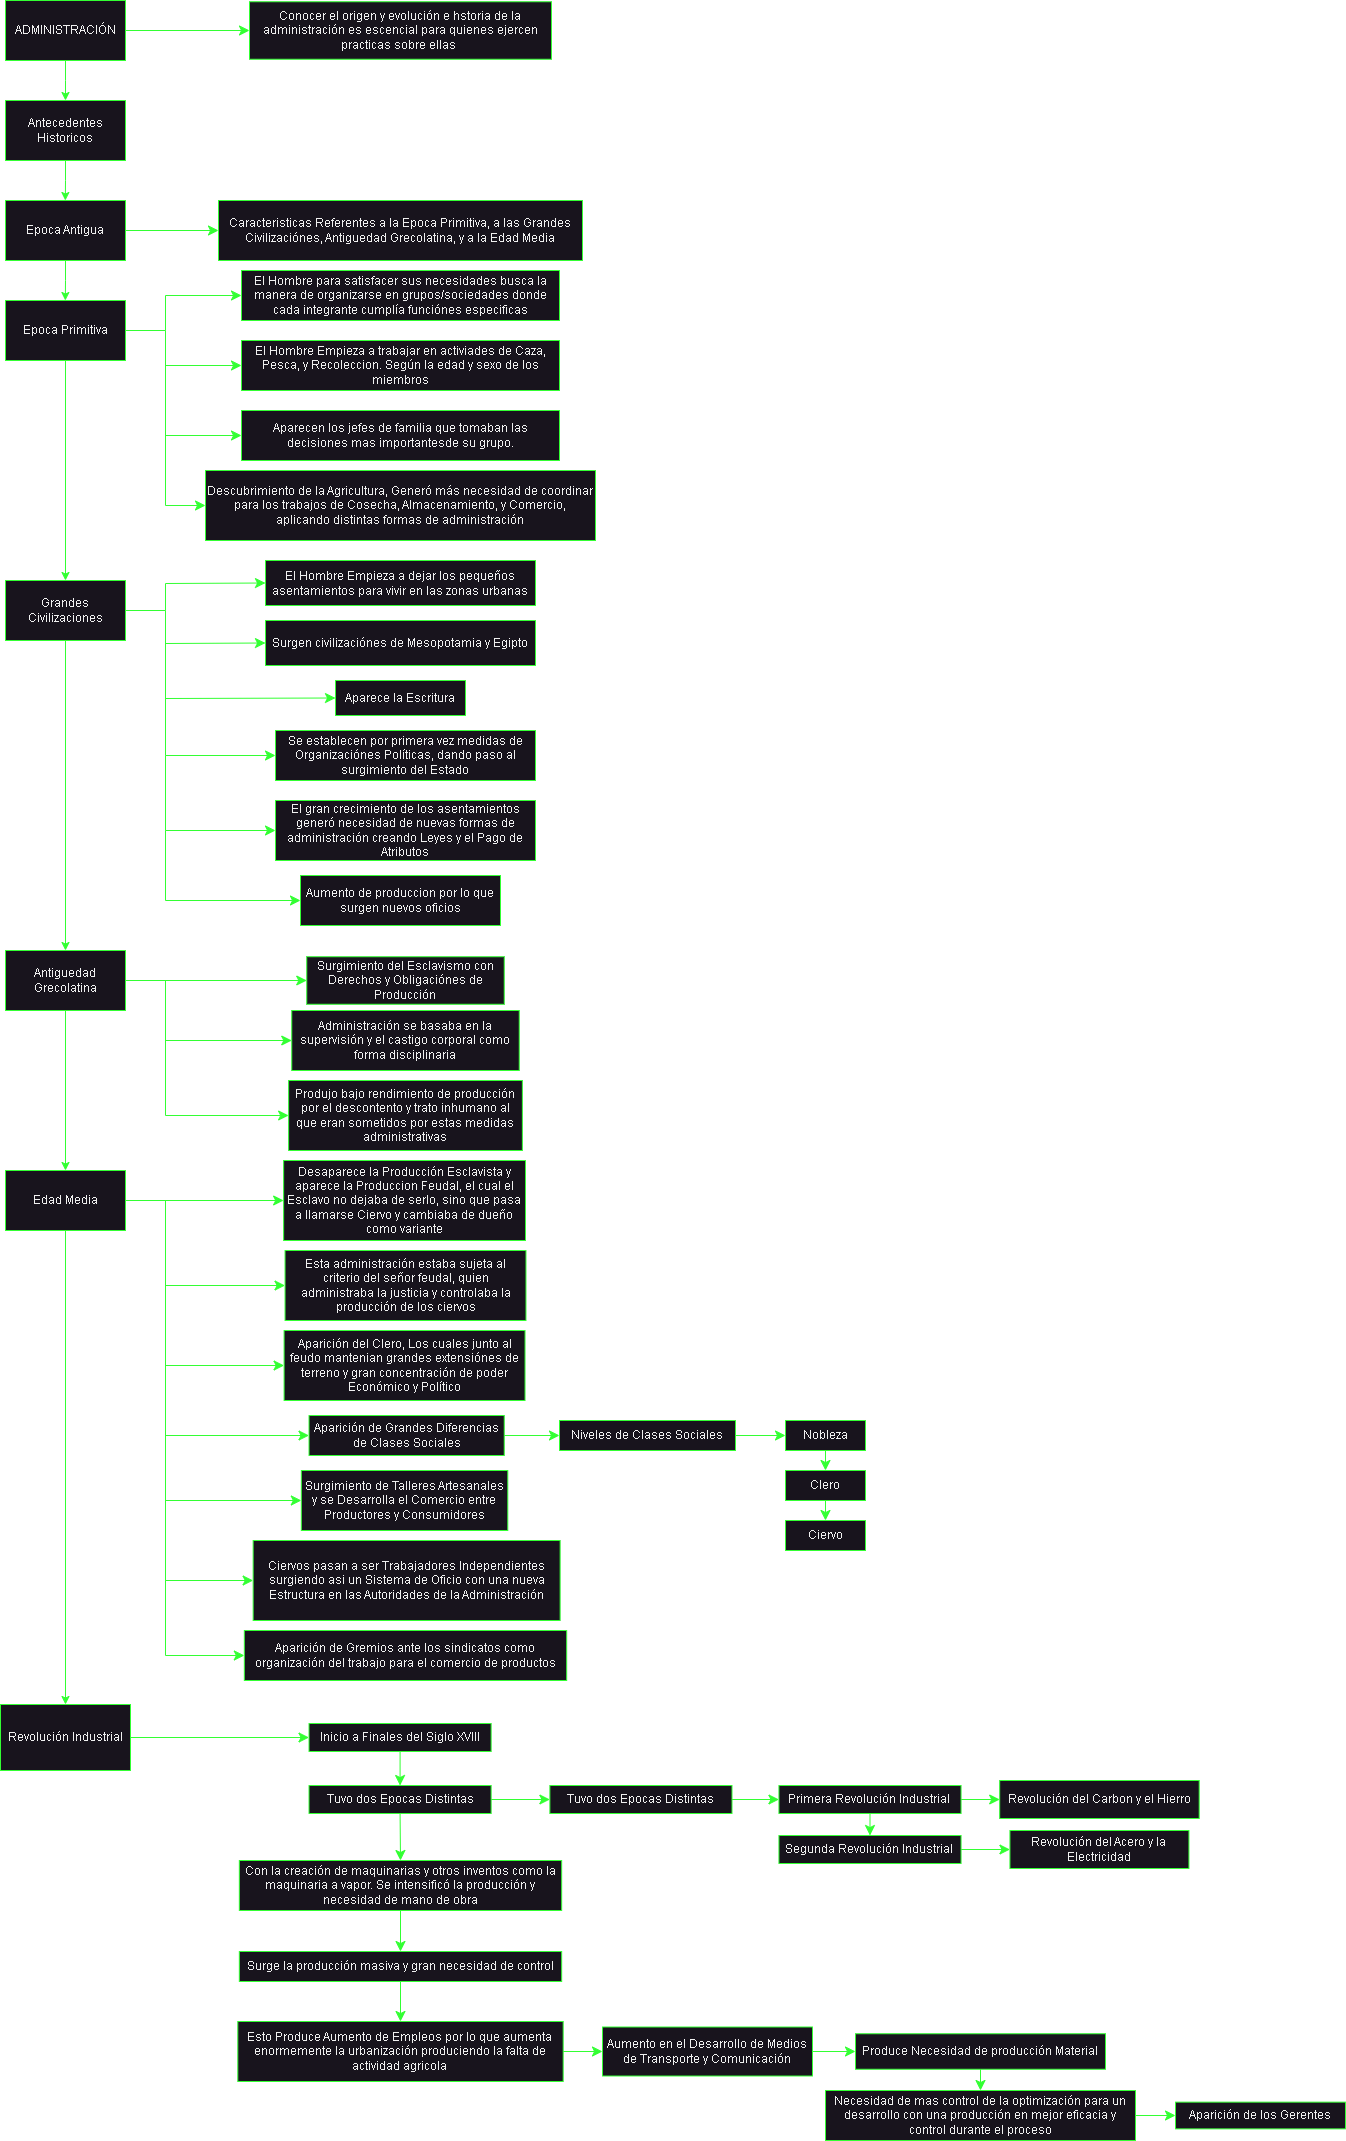 ADMINISTRACIÓN
Conocer el origen y evolución e hstoria de la
administración es escencial para quienes ejercen
practicas sobre ellas
Antecedentes
Historicos
Epoca Antigua
Caracteristicas Referentes a la Epoca Primitiva, a las Grandes
Civilizaciónes, Antiguedad Grecolatina, y a la Edad Media
Epoca Primitiva
El Hombre para satisfacer sus necesidades busca la
manera de organizarse en grupos/sociedades donde
cada integrante cumplía funciónes especificas
El Hombre Empieza a trabajar en activiades de Caza,
Pesca, y Recoleccion. Según la edad y sexo de los
miembros
Aparecen los jefes de familia que tomaban las
decisiones mas importantesde su grupo.
Descubrimiento de la Agricultura, Generó más necesidad de coordinar
para los trabajos de Cosecha, Almacenamiento, y Comercio,
aplicando distintas formas de administración
Grandes
Civilizaciones
El Hombre Empieza a dejar los pequeños
asentamientos para vivir en las zonas urbanas
Surgen civilizaciónes de Mesopotamia y Egipto
Aparece la Escritura
Se establecen por primera vez medidas de
Organizaciónes Políticas, dando paso al
surgimiento del Estado
El gran crecimiento de los asentamientos
generó necesidad de nuevas formas de
administración creando Leyes y el Pago de
Atributos
Aumento de produccion por lo que
surgen nuevos oficios
Antiguedad
Grecolatina
Surgimiento del Esclavismo con
Derechos y Obligaciónes de
Producción
Administración se basaba en la
supervisión y el castigo corporal como
forma disciplinaria
Produjo bajo rendimiento de producción
por el descontento y trato inhumano al
que eran sometidos por estas medidas
administrativas
Edad Media
Desaparece la Producción Esclavista y
aparece la Produccion Feudal, el cual el
Esclavo no dejaba de serlo, sino que pasa
a llamarse Ciervo y cambiaba de dueño
como variante
Esta administración estaba sujeta al
criterio del señor feudal, quien
administraba la justicia y controlaba la
producción de los ciervos
Aparición del Clero, Los cuales junto al
feudo mantenian grandes extensiónes de
terreno y gran concentración de poder
Económico y Político
Aparición de Grandes Diferencias
de Clases Sociales
Niveles de Clases Sociales
Nobleza
Clero
Ciervo
Surgimiento de Talleres Artesanales
y se Desarrolla el Comercio entre
Productores y Consumidores
Ciervos pasan a ser Trabajadores Independientes
surgiendo asi un Sistema de Oficio con una nueva
Estructura en las Autoridades de la Administración
Aparición de Gremios ante los sindicatos como
organización del trabajo para el comercio de productos
Revolución Industrial
Inicio a Finales del Siglo XVIII
Tuvo dos Epocas Distintas
Tuvo dos Epocas Distintas
Primera Revolución Industrial
Revolución del Carbon y el Hierro
Segunda Revolución Industrial
Revolución del Acero y la
Electricidad
Con la creación de maquinarias y otros inventos como la
maquinaria a vapor. Se intensificó la producción y
necesidad de mano de obra
Surge la producción masiva y gran necesidad de control
Esto Produce Aumento de Empleos por lo que aumenta
enormemente la urbanización produciendo la falta de
actividad agricola
Aumento en el Desarrollo de Medios
de Transporte y Comunicación
Produce Necesidad de producción Material
Necesidad de mas control de la optimización para un
desarrollo con una producción en mejor eficacia y
control durante el proceso
Aparición de los Gerentes